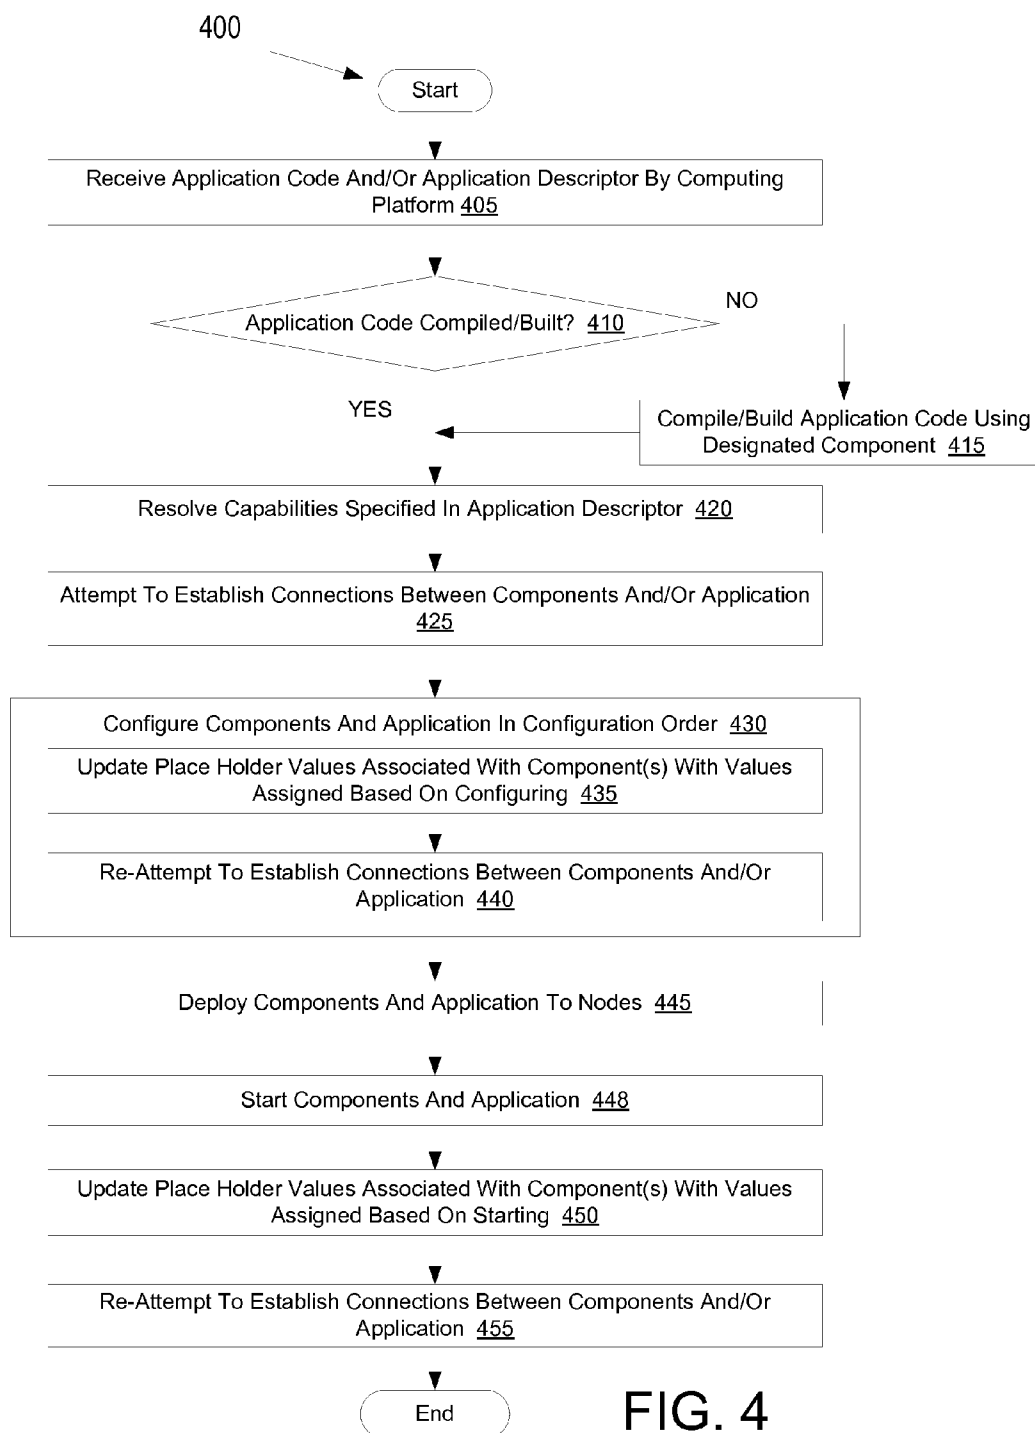 400
Start
Receive Application Code And/Or Application Descriptor By Computing
Platform 405
Application Code Compiled/Built? 410
NO
YES
Compile/Build Application Code Using
Designated Component 415
Resolve Capabilities Specified In Application Descriptor 420
Attempt To Establish Connections Between Components And/Or Application
425
Configure Components And Application In Configuration Order 430
Update Place Holder Values Associated With Component(s) With Values
Assigned Based On Configuring 435
Re-Attempt To Establish Connections Between Components And/Or
Application 440
Deploy Components And Application To Nodes 445
Start Components And Application 448
Update Place Holder Values Associated With Component(s) With Values
Assigned Based On Starting 450
Re-Attempt To Establish Connections Between Components And/Or
Application 455
End
FIG. 4